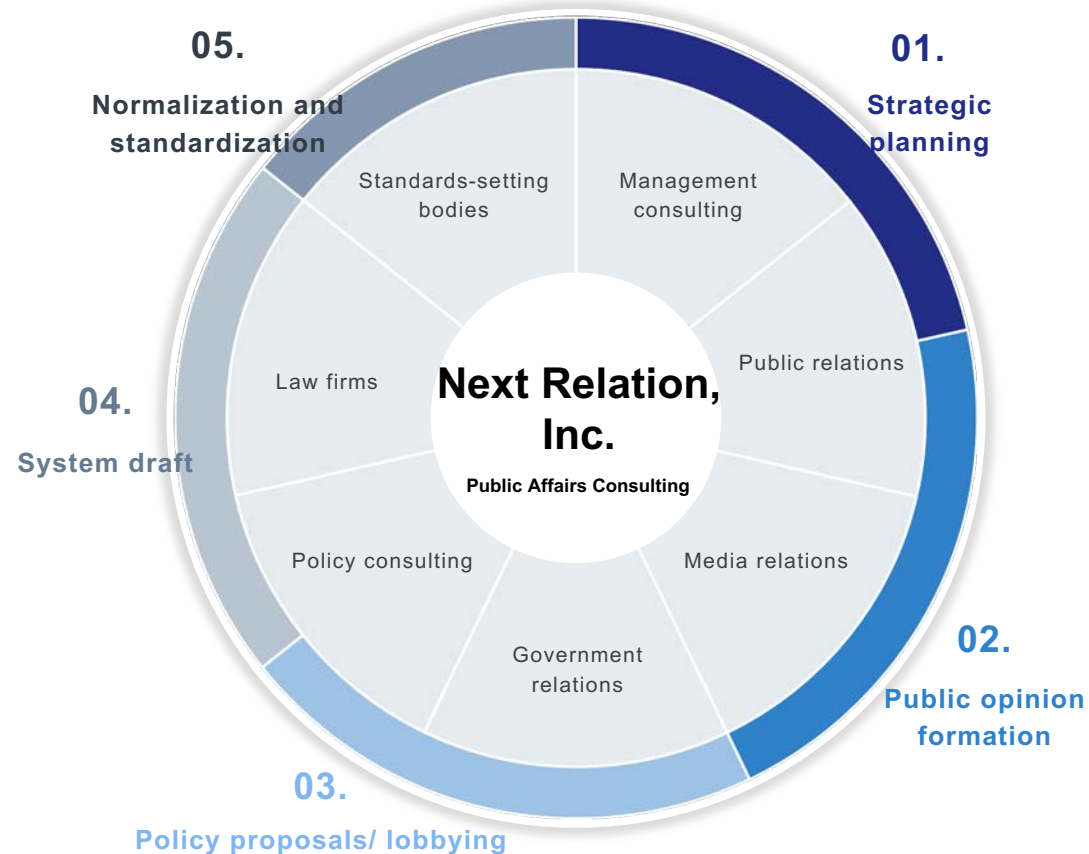 05.
Normalization and
standardization
01.
Strategic
planning
Standards-setting
bodies
Management
consulting
Law firms
Public relations
Next Relation,
Inc.
Public Affairs Consulting
04.
System draft
Policy consulting
Media relations
Government
relations
02.
Public opinion
formation
03.
Policy proposals/ lobbying